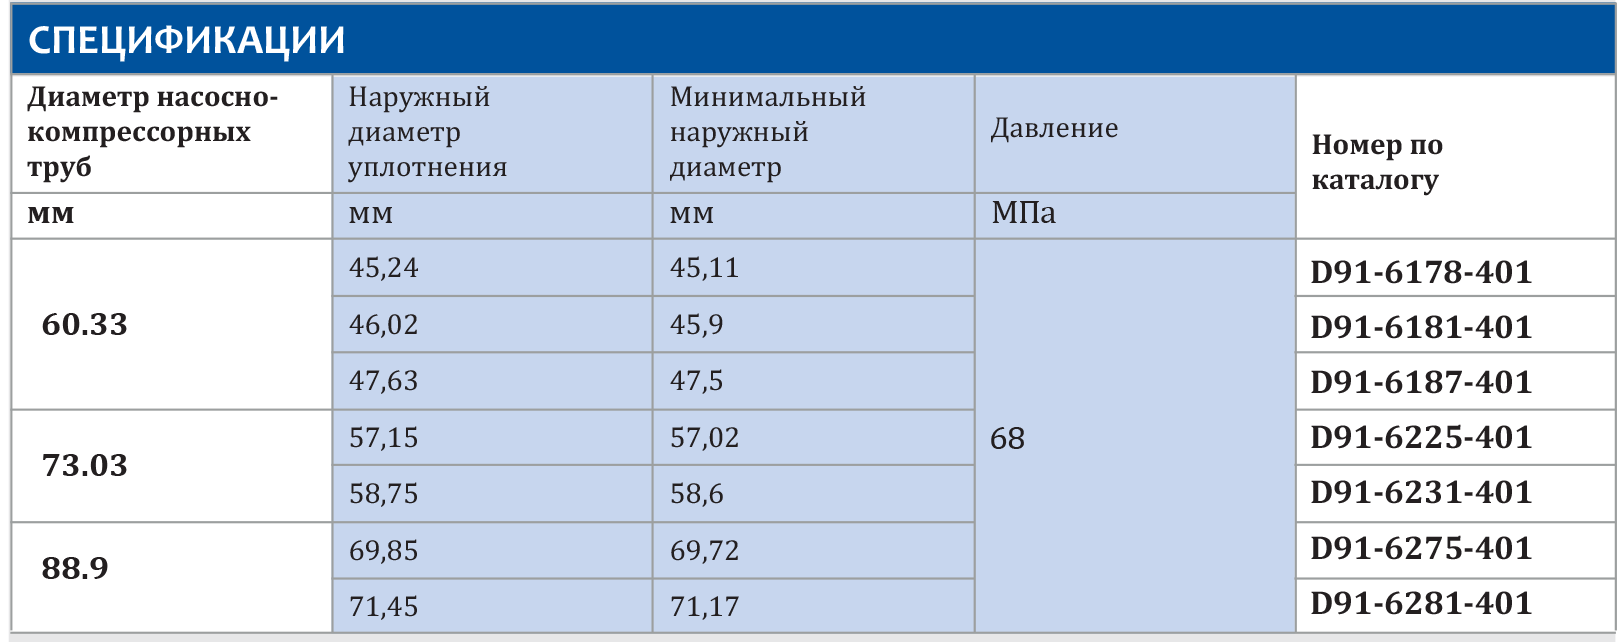 СПЕЦИФИКАЦИИ
Диаметр насосно-
компрессорных
труб
Наружный
диаметр
уплотнения
Минимальный
наружный
диаметр
Давление
Номер по
каталогу
мм
мм
мм
МПа
60.33
45,24
45,11
D91-6178-401
46,02
45,9
D91-6181-401
47,63
47,5
D91-6187-401
73.03
57,15
57,02
68
D91-6225-401
58,75
58,6
D91-6231-401
88.9
69,85
69,72
D91-6275-401
71,45
71,17
D91-6281-401